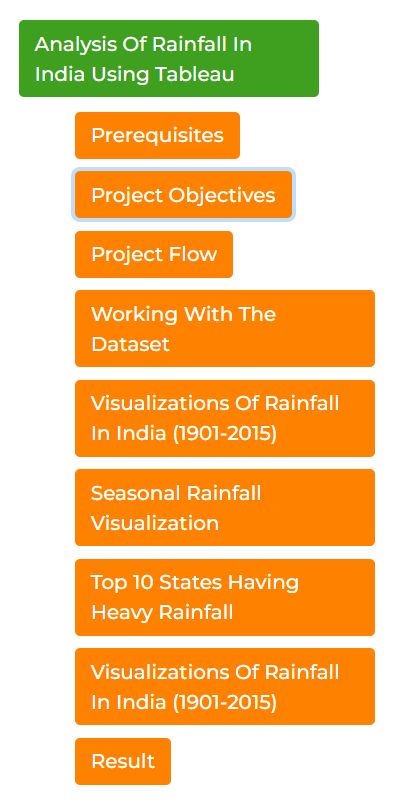 Analysis Of Rainfall In
India Using Tableau
Prerequisites
Project Objectives
Project Flow
Working With The
Dataset
Visualizations Of Rainfall
In India (1901-2015)
Seasonal Rainfall
Visualization
Top 10 States Having
Heavy Rainfall
Visualizations Of Rainfall
In India (1901-2015)
Result